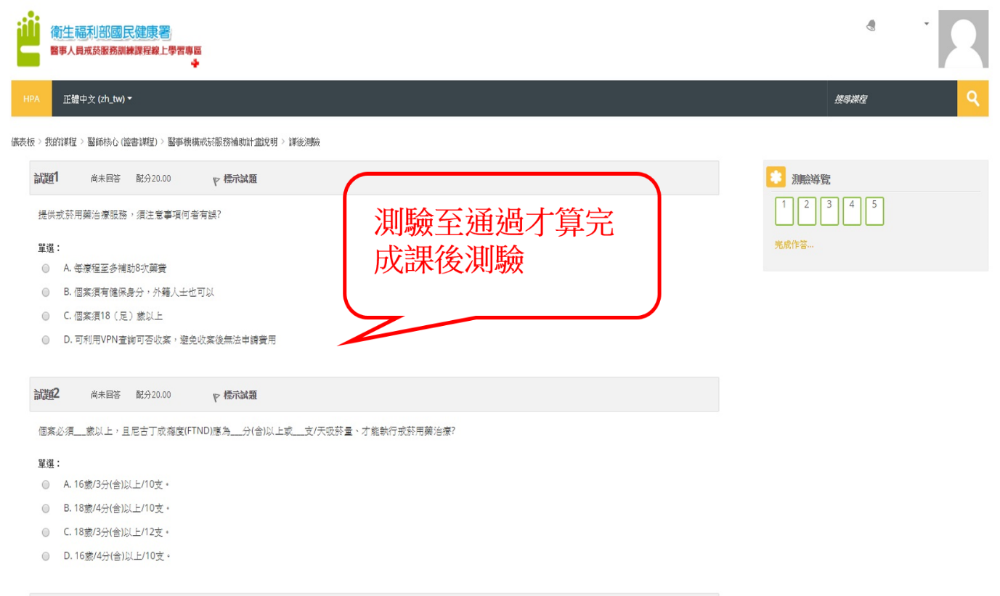 衛生福利部國民健康署
醫事人員戒菸服務訓練課程線上學習專區
HPA 正體中文 (zh_tw) 搜尋課程
儀表板 > 我的課程 > 醫師核心 (證書課程) > 醫事機構戒菸服務補助計畫說明 > 課後測驗
試題1 尚未回答 配分20.00 標示試題
提供戒菸用藥治療服務，須注意事項何者有誤?
單選：
A. 每療程至多補助8次藥費
B. 個案須有健保身分，外籍人士也可以
C. 個案須18（足）歲以上
D. 可利用VPN查詢可否收案，避免收案後無法申請費用
測驗至通過才算完
成課後測驗
測驗導覽
1 2 3 4 5
完成作答...
試題2 尚未回答 配分20.00 標示試題
個案必須___歲以上，且尼古丁成癮度(FTND)應為___分(含)以上或___支/天吸菸量、才能執行戒菸用藥治療?
單選：
A. 16歲/3分(含)以上/10支。
B. 18歲/4分(含)以上/10支。
C. 18歲/3分(含)以上/12支。
D. 16歲/4分(含)以上/10支。